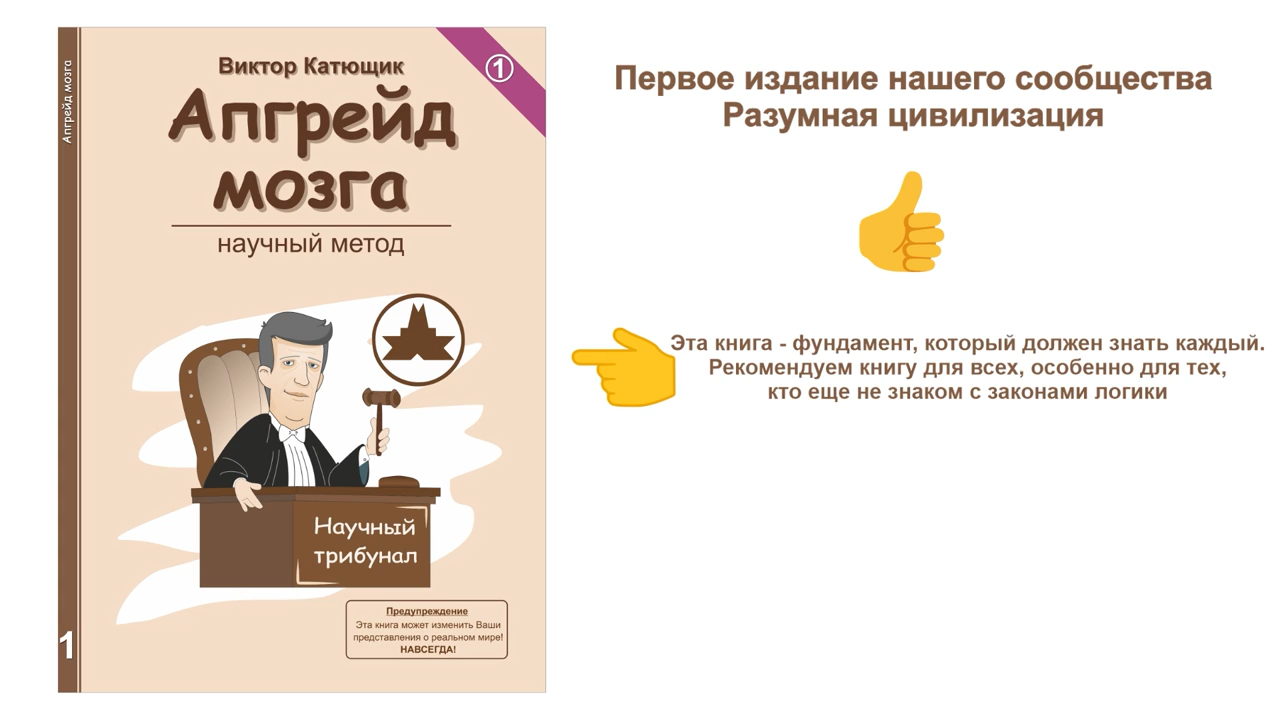 Апгрейд мозга
1
Виктор Катющик
1
Апгрейд
мозга
научный метод
Научный
трибунал
Предупреждение
Эта книга может изменить Ваши
представления о реальном мире!
НАВСЕГДА!
Первое издание нашего сообщества
Разумная цивилизация
Эта книга - фундамент, который должен знать каждый.
Рекомендуем книгу для всех, особенно для тех,
кто еще не знаком с законами логики